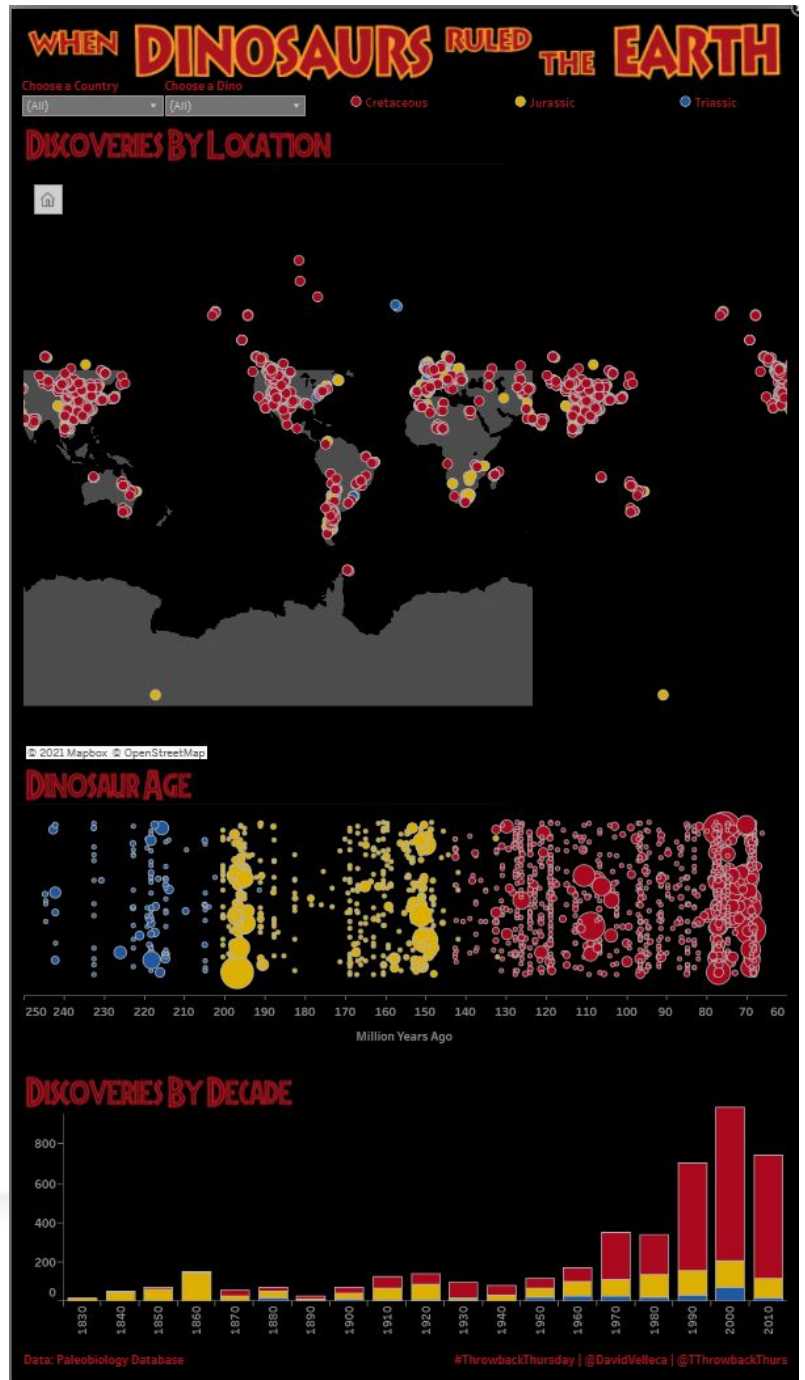 WHEN DINOSAURS RULED THE EARTH
Choose a Country
Choose a Dino
(All)
(All)
Cretaceous
Jurassic
Triassic
DISCOVERIES BY LOCATION
© 2021 Mapbox © OpenStreetMap
DINOSAUR AGE
250 240 230 220 210 200 190 180 170 160 150 140 130 120 110 100 90 80 70 60
Million Years Ago
DISCOVERIES BY DECADE
800
600
400
200
0
1830 1840 1850 1860 1870 1880 1890 1900 1910 1920 1930 1940 1950 1960 1970 1980 1990 2000 2010
Data: Paleobiology Database
#ThrowbackThursday | @DavidVelleca | @TThrowbackThurs